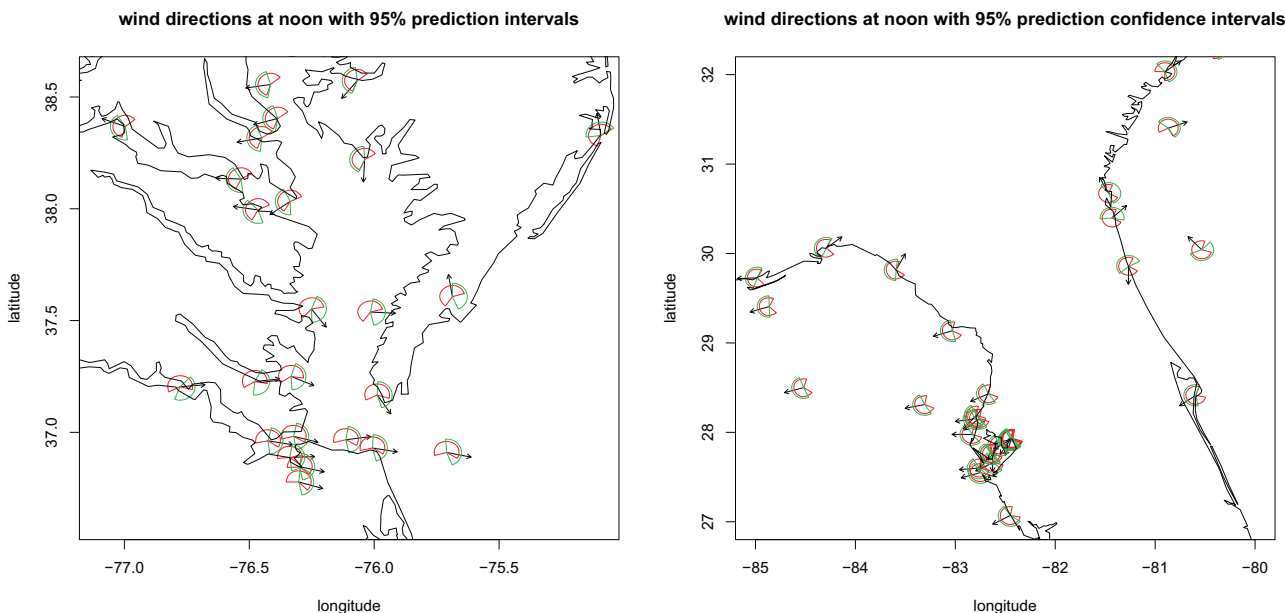 wind directions at noon with 95% prediction intervals
38.5
38.0
37.5
37.0
latitude
−77.0 −76.5 −76.0 −75.5
longitude
wind directions at noon with 95% prediction confidence intervals
32
31
30
29
28
27
latitude
−85 −84 −83 −82 −81 −80
longitude